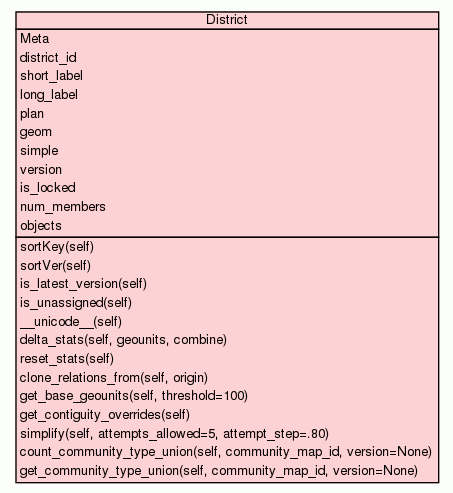 District
Meta
district_id
short_label
long_label
plan
geom
simple
version
is_locked
num_members
objects
sortKey(self)
sortVer(self)
is_latest_version(self)
is_unassigned(self)
__unicode__(self)
delta_stats(self, geounits, combine)
reset_stats(self)
clone_relations_from(self, origin)
get_base_geounits(self, threshold=100)
get_contiguity_overrides(self)
simplify(self, attempts_allowed=5, attempt_step=.80)
count_community_type_union(self, community_map_id, version=None)
get_community_type_union(self, community_map_id, version=None)